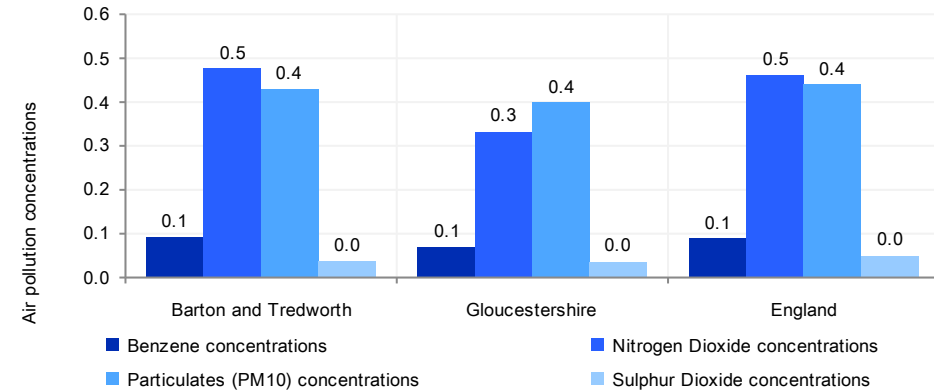 Air pollution concentrations
0.6
0.5
0.4
0.3
0.2
0.1
0.0
0.1
0.5
0.4
0.0
0.1
0.3
0.4
0.0
0.1
0.5
0.4
0.0
Barton and Tredworth
Gloucestershire
England
Benzene concentrations
Nitrogen Dioxide concentrations
Particulates (PM10) concentrations
Sulphur Dioxide concentrations